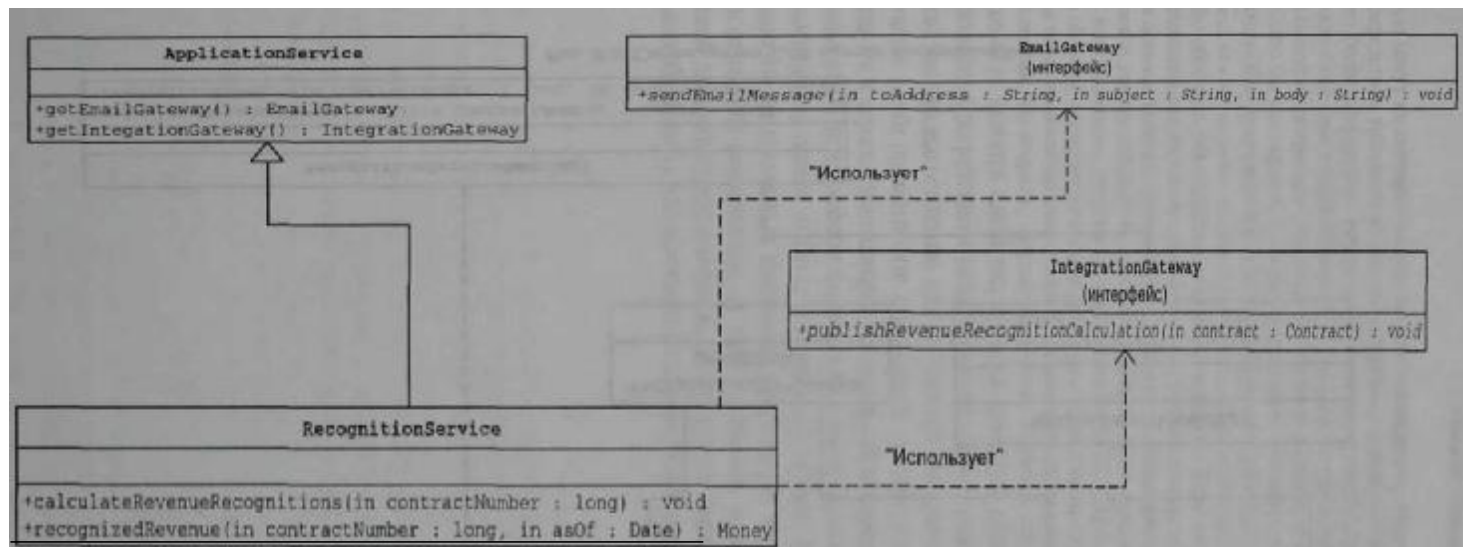 ApplicationService
+getEmailGateway() : EmailGateway
+getIntegationGateway() : IntegrationGateway
EmailGateway
(интерфейс)
+sendEmailMessage(in toAddress : String, in subject : String, in body : String) : void
"Использует"
IntegrationGateway
(интерфейс)
+publishRevenueRecognitionCalculation(in contract : Contract) : void
RecognitionService
"Использует"
+calculateRevenueRecognitions(in contractNumber : long) : void
+recognizedRevenue(in contractNumber : long, in asOf : Date) : Money